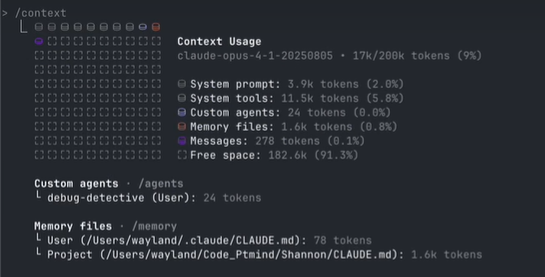 > /context
Context Usage
claude-opus-4-1-20250805 • 17k/200k tokens (9%)
System prompt: 3.9k tokens (2.0%)
System tools: 11.5k tokens (5.8%)
Custom agents: 24 tokens (0.0%)
Memory files: 1.6k tokens (0.8%)
Messages: 278 tokens (0.1%)
Free space: 182.6k (91.3%)
Custom agents · /agents
└ debug-detective (User): 24 tokens
Memory files · /memory
└ User (/Users/wayland/.claude/CLAUDE.md): 78 tokens
└ Project (/Users/wayland/Code_Ptmind/Shannon/CLAUDE.md): 1.6k tokens